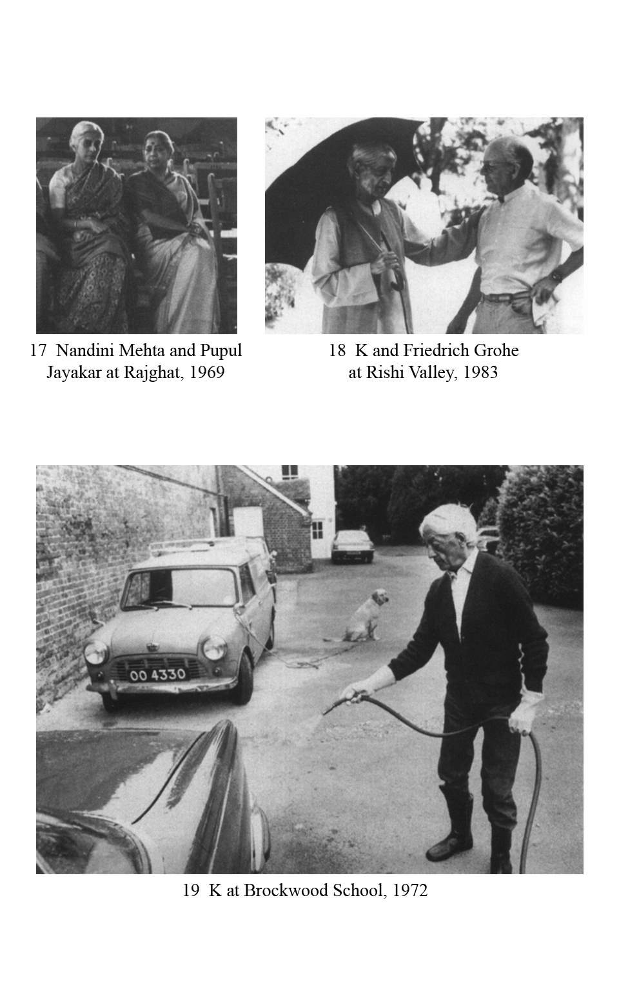 17  Nandini Mehta and Pupul
Jayakar at Rajghat, 1969
18  K and Friedrich Grohe
at Rishi Valley, 1983
OO 4330
19  K at Brockwood School, 1972